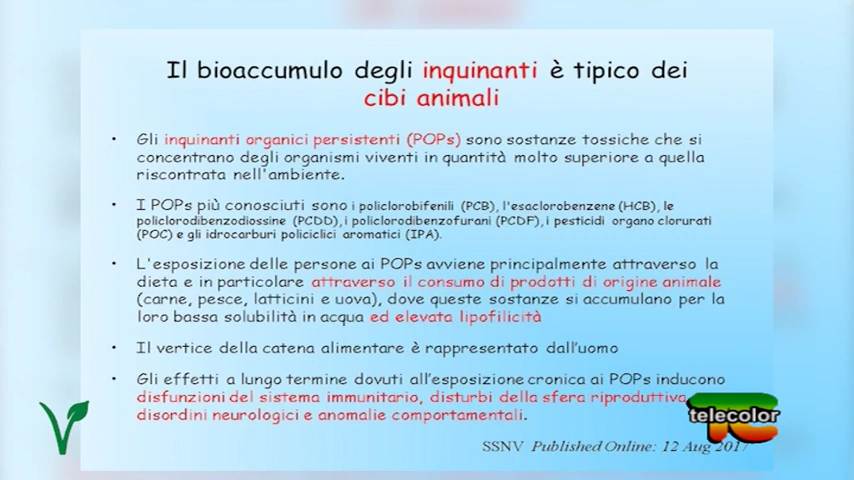 Il bioaccumulo degli inquinanti è tipico dei
cibi animali
• Gli inquinanti organici persistenti (POPs) sono sostanze tossiche che si
concentrano degli organismi viventi in quantità molto superiore a quella
riscontrata nell'ambiente.
• I POPs più conosciuti sono i policlorobifenili (PCB), l'esaclorobenzene (HCB), le
policlorodibenzodiossine (PCDD), i policlorodibenzofurani (PCDF), i pesticidi organo clorurati
(POC) e gli idrocarburi policiclici aromatici (IPA).
• L'esposizione delle persone ai POPs avviene principalmente attraverso la
dieta e in particolare attraverso il consumo di prodotti di origine animale
(carne, pesce, latticini e uova), dove queste sostanze si accumulano per la
loro bassa solubilità in acqua ed elevata lipofilicità
• Il vertice della catena alimentare è rappresentato dall'uomo
• Gli effetti a lungo termine dovuti all'esposizione cronica ai POPs inducono
disfunzioni del sistema immunitario, disturbi della sfera riproduttiva
disordini neurologici e anomalie comportamentali.
telecolor
SSNV Published Online: 12 Aug 2017